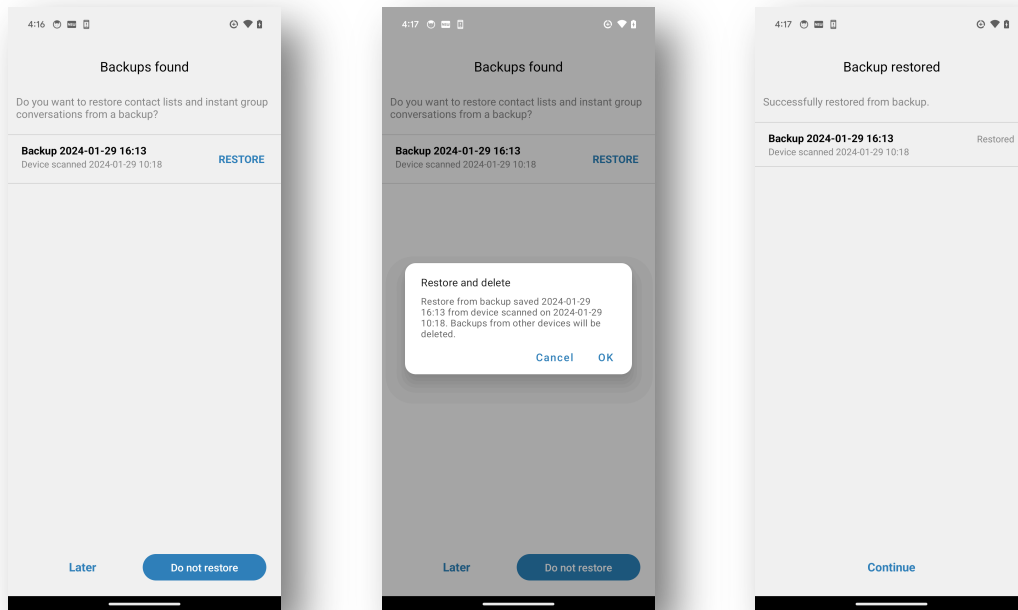 4:16
Backups found
Do you want to restore contact lists and instant group
conversations from a backup?
Backup 2024-01-29 16:13
Device scanned 2024-01-29 10:18
RESTORE
Later
Do not restore
4:17
Backups found
Do you want to restore contact lists and instant group
conversations from a backup?
Backup 2024-01-29 16:13
Device scanned 2024-01-29 10:18
RESTORE
Restore and delete
Restore from backup saved 2024-01-29
16:13 from device scanned on 2024-01-29
10:18. Backups from other devices will be
deleted.
Cancel
OK
Later
Do not restore
4:17
Backup restored
Successfully restored from backup.
Backup 2024-01-29 16:13
Restored
Device scanned 2024-01-29 10:18
Continue